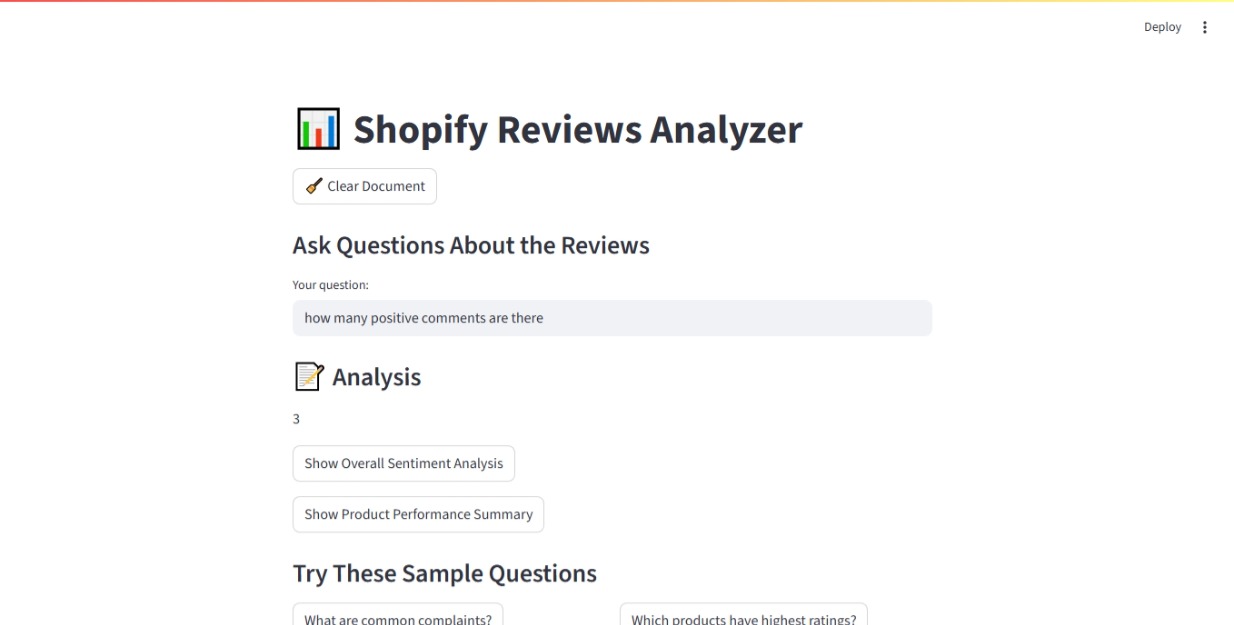 Deploy
Shopify Reviews Analyzer
Clear Document
Ask Questions About the Reviews
Your question:
how many positive comments are there
Analysis
3
Show Overall Sentiment Analysis
Show Product Performance Summary
Try These Sample Questions
What are common complaints?
Which products have highest ratings?